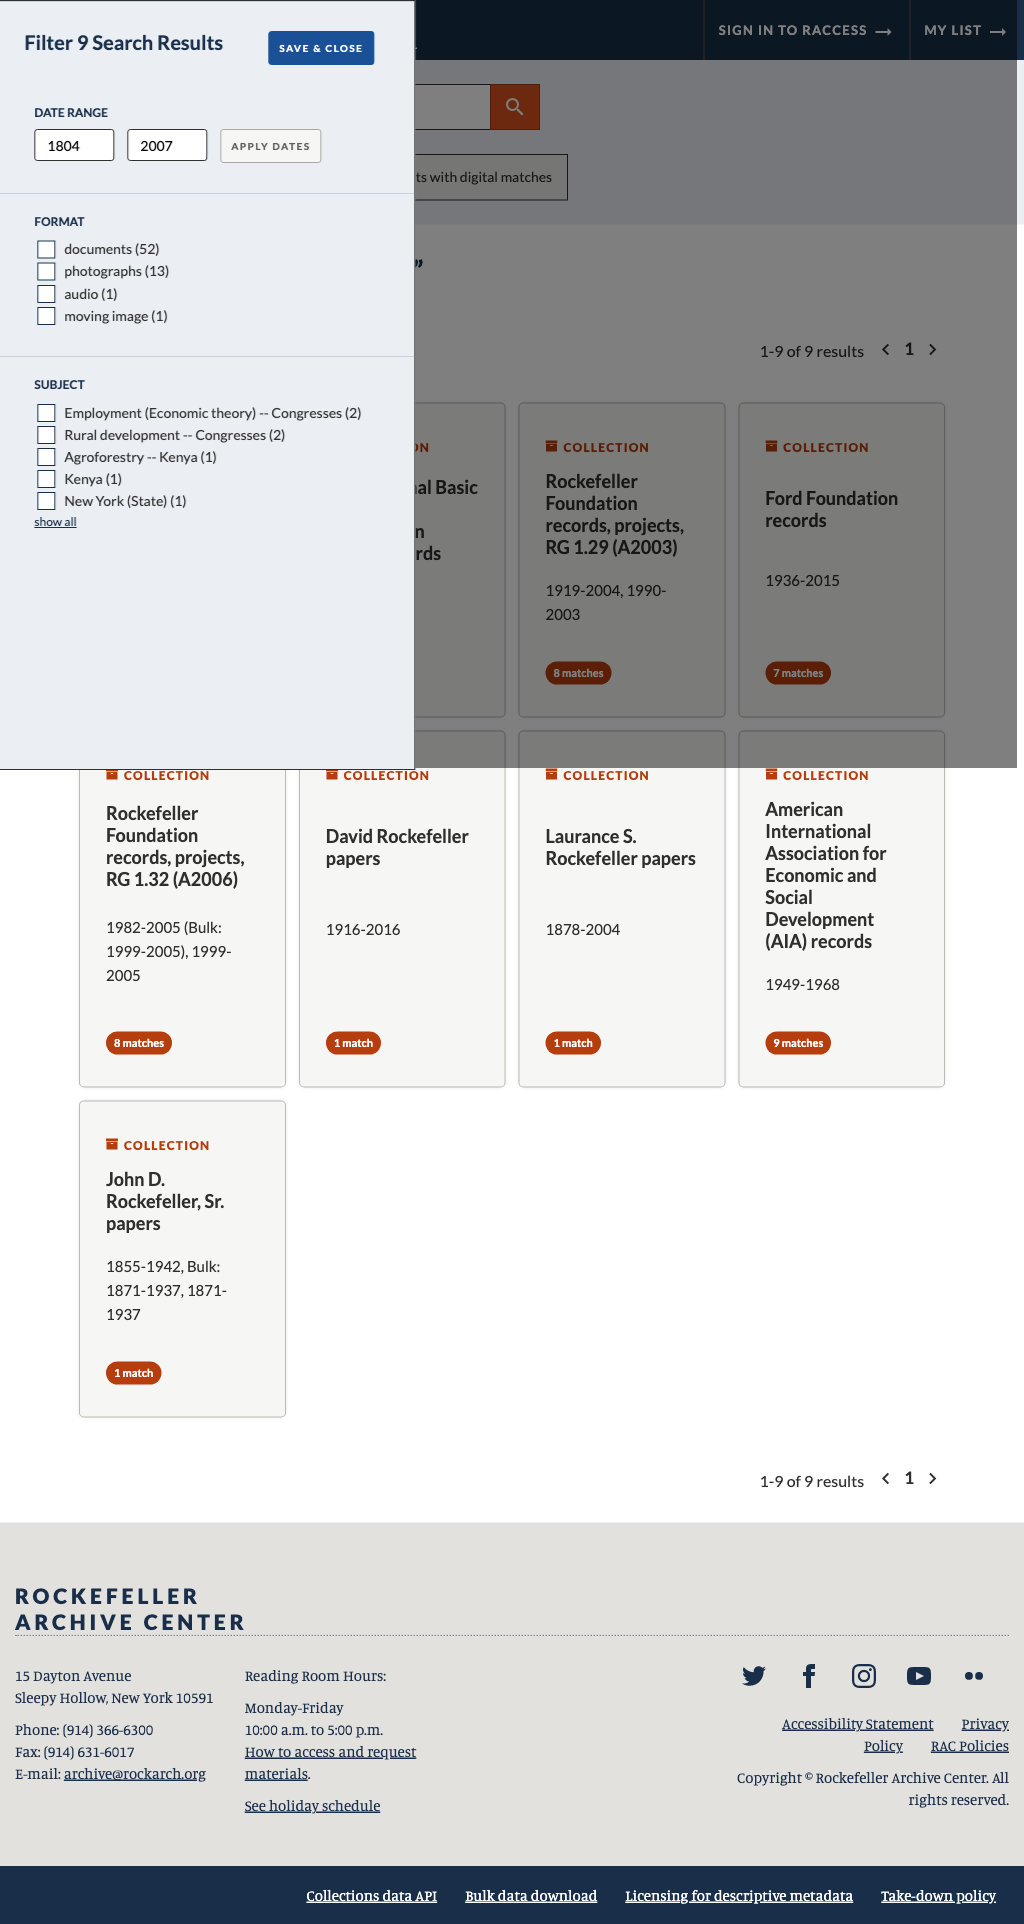 Filter 9 Search Results
SAVE & CLOSE
SIGN IN TO RACCESS
MY LIST
DATE RANGE
1804
2007
APPLY DATES
with digital matches
”
FORMAT
documents (52)
photographs (13)
audio (1)
moving image (1)
1-9 of 9 results
1
SUBJECT
Employment (Economic theory) -- Congresses (2)
Rural development -- Congresses (2)
Agroforestry -- Kenya (1)
Kenya (1)
New York (State) (1)
show all
Basic
COLLECTION
Rockefeller
Foundation
records, projects,
RG 1.29 (A2003)
1919-2004, 1990-
2003
8 matches
COLLECTION
Ford Foundation
records
1936-2015
7 matches
COLLECTION
Rockefeller
Foundation
records, projects,
RG 1.32 (A2006)
1982-2005 (Bulk:
1999-2005), 1999-
2005
8 matches
COLLECTION
David Rockefeller
papers
1916-2016
1 match
COLLECTION
Laurance S.
Rockefeller papers
1878-2004
1 match
COLLECTION
American
International
Association for
Economic and
Social
Development
(AIA) records
1949-1968
9 matches
COLLECTION
John D.
Rockefeller, Sr.
papers
1855-1942, Bulk:
1871-1937, 1871-
1937
1 match
1-9 of 9 results
1
ROCKEFELLER
ARCHIVE CENTER
15 Dayton Avenue
Sleepy Hollow, New York 10591
Phone: (914) 366-6300
Fax: (914) 631-6017
E-mail: archive@rockarch.org
Reading Room Hours:
Monday-Friday
10:00 a.m. to 5:00 p.m.
How to access and request
materials.
See holiday schedule
Accessibility Statement
Privacy
Policy
RAC Policies
Copyright © Rockefeller Archive Center. All
rights reserved.
Collections data API
Bulk data download
Licensing for descriptive metadata
Take-down policy